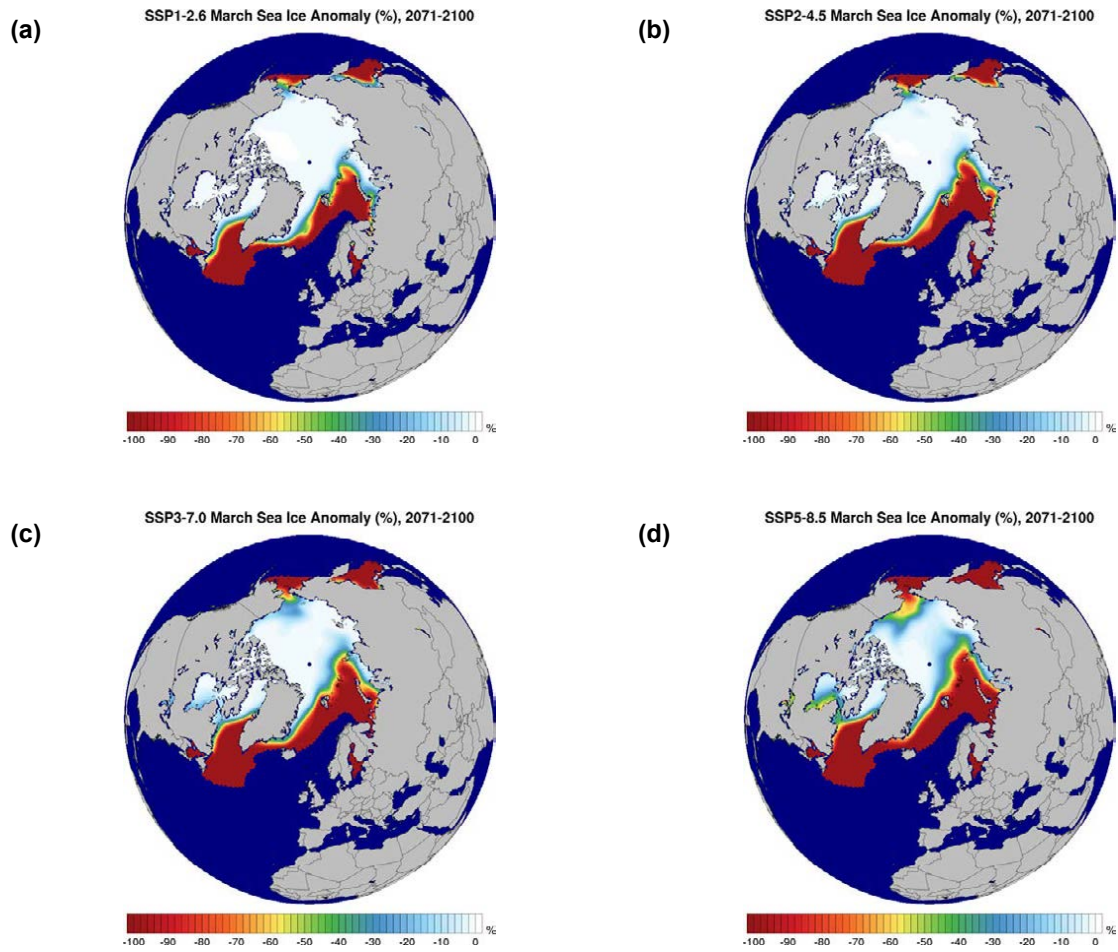 (a)
SSP1-2.6 March Sea Ice Anomaly (%), 2071-2100
-100 -90 -80 -70 -60 -50 -40 -30 -20 -10 0 %
(b)
SSP2-4.5 March Sea Ice Anomaly (%), 2071-2100
-100 -90 -80 -70 -60 -50 -40 -30 -20 -10 0 %
(c)
SSP3-7.0 March Sea Ice Anomaly (%), 2071-2100
-100 -90 -80 -70 -60 -50 -40 -30 -20 -10 0 %
(d)
SSP5-8.5 March Sea Ice Anomaly (%), 2071-2100
-100 -90 -80 -70 -60 -50 -40 -30 -20 -10 0 %